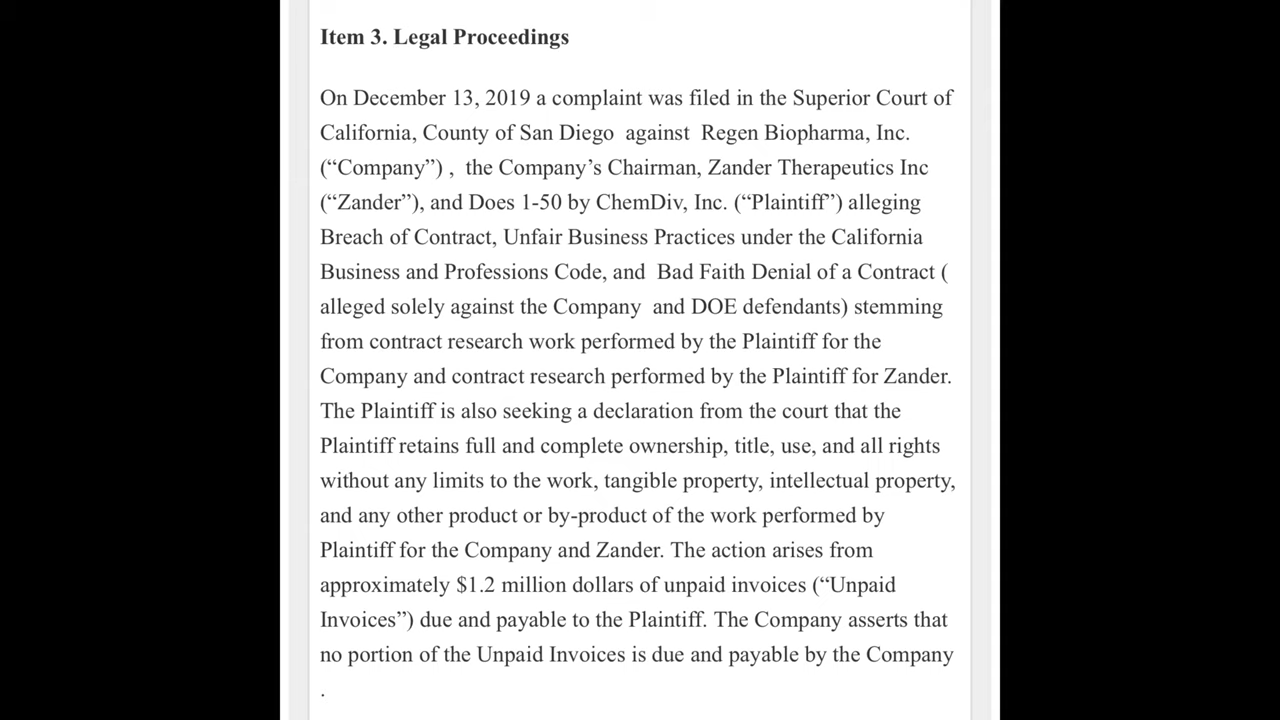 Item 3. Legal Proceedings
On December 13, 2019 a complaint was filed in the Superior Court of
California, County of San Diego  against  Regen Biopharma, Inc.
(“Company”) ,  the Company’s Chairman, Zander Therapeutics Inc
(“Zander”), and Does 1-50 by ChemDiv, Inc. (“Plaintiff”) alleging
Breach of Contract, Unfair Business Practices under the California
Business and Professions Code, and  Bad Faith Denial of a Contract (
alleged solely against the Company  and DOE defendants) stemming
from contract research work performed by the Plaintiff for the
Company and contract research performed by the Plaintiff for Zander.
The Plaintiff is also seeking a declaration from the court that the
Plaintiff retains full and complete ownership, title, use, and all rights
without any limits to the work, tangible property, intellectual property,
and any other product or by-product of the work performed by
Plaintiff for the Company and Zander. The action arises from
approximately $1.2 million dollars of unpaid invoices (“Unpaid
Invoices”) due and payable to the Plaintiff. The Company asserts that
no portion of the Unpaid Invoices is due and payable by the Company
.